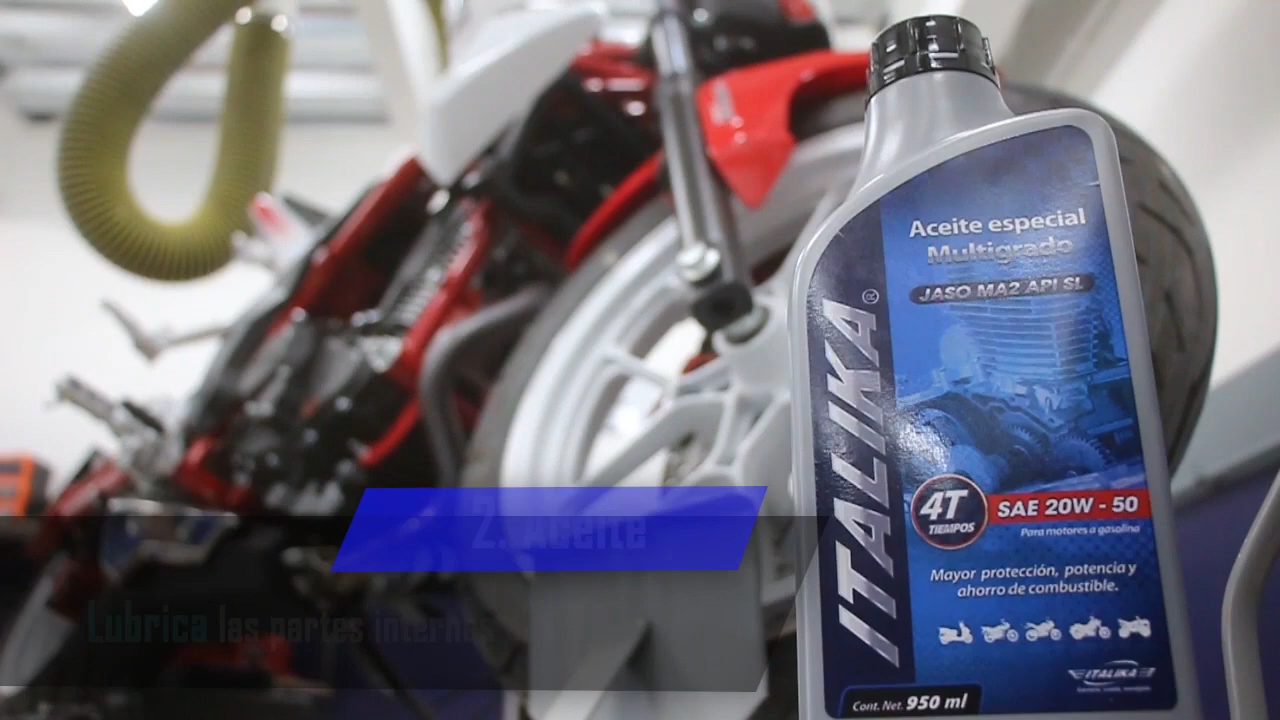 Aceite especial
Multigrado
JASO MA2 API SL
ITALIKA®
4T
TIEMPOS
SAE 20W - 50
Para motores a gasolina
Mayor protección, potencia y
ahorro de combustible.
ITALIKA
Cont. Net. 950 ml
2. Aceite
Lubrica las partes internas